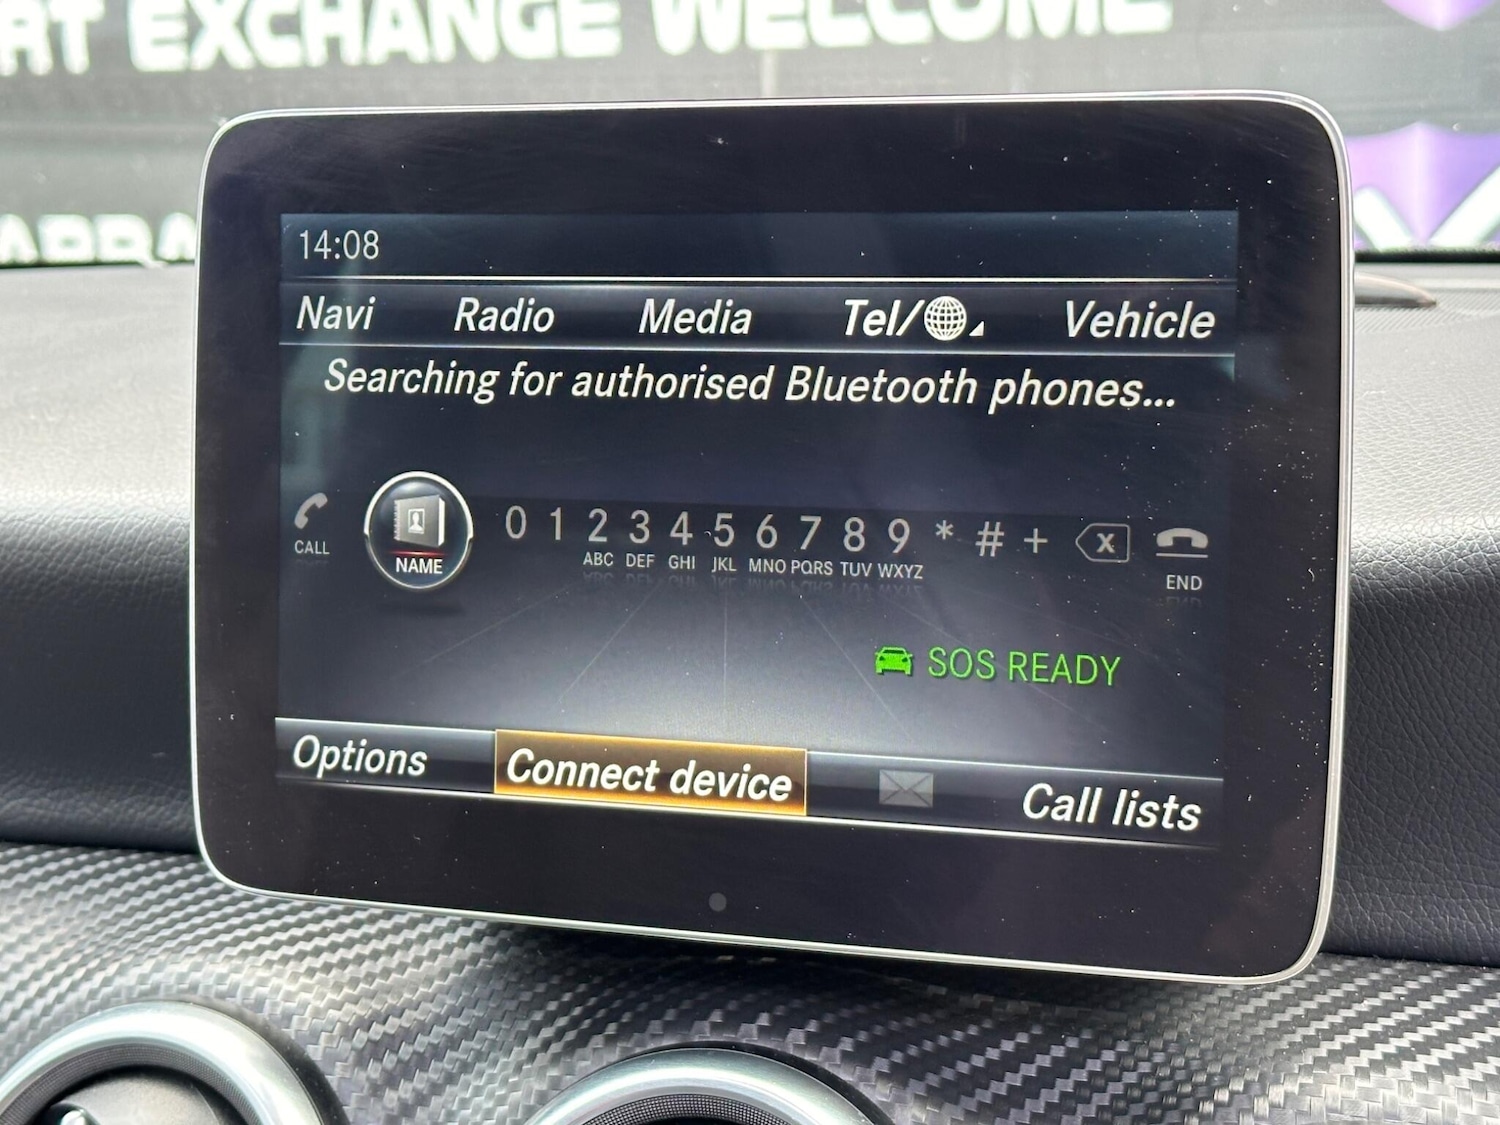 EXCHANGE WELCOME
14:08
Navi Radio Media Tel/ Vehicle
Searching for authorised Bluetooth phones...
CALL
NAME
0 1 2 3 4 5 6 7 8 9 * # + X
ABC DEF GHI JKL MNO PQRS TUV WXYZ
END
SOS READY
Options Connect device Call lists